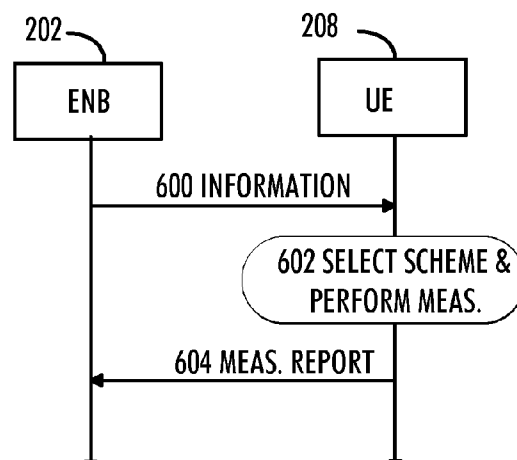 202
208
ENB
UE
600 INFORMATION
602 SELECT SCHEME &
PERFORM MEAS.
604 MEAS. REPORT